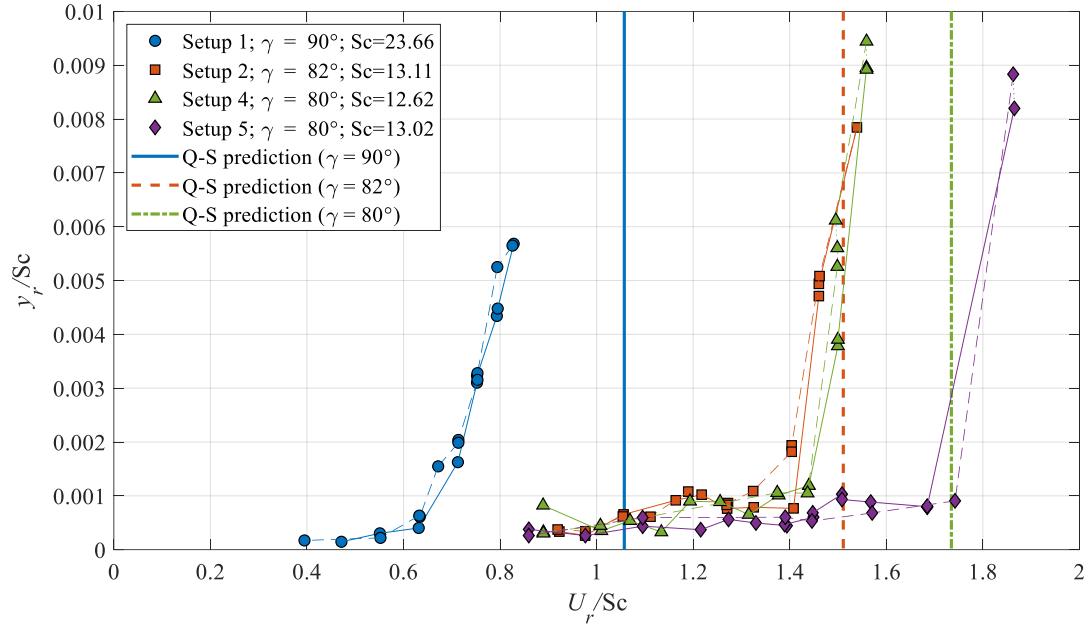 0.01
0.009
0.008
0.007
0.006
0.005
0.004
0.003
0.002
0.001
0
y_r/Sc
Setup 1; γ = 90°; Sc=23.66
Setup 2; γ = 82°; Sc=13.11
Setup 4; γ = 80°; Sc=12.62
Setup 5; γ = 80°; Sc=13.02
Q-S prediction (γ = 90°)
Q-S prediction (γ = 82°)
Q-S prediction (γ = 80°)
0 0.2 0.4 0.6 0.8 1 1.2 1.4 1.6 1.8 2
U_r/Sc